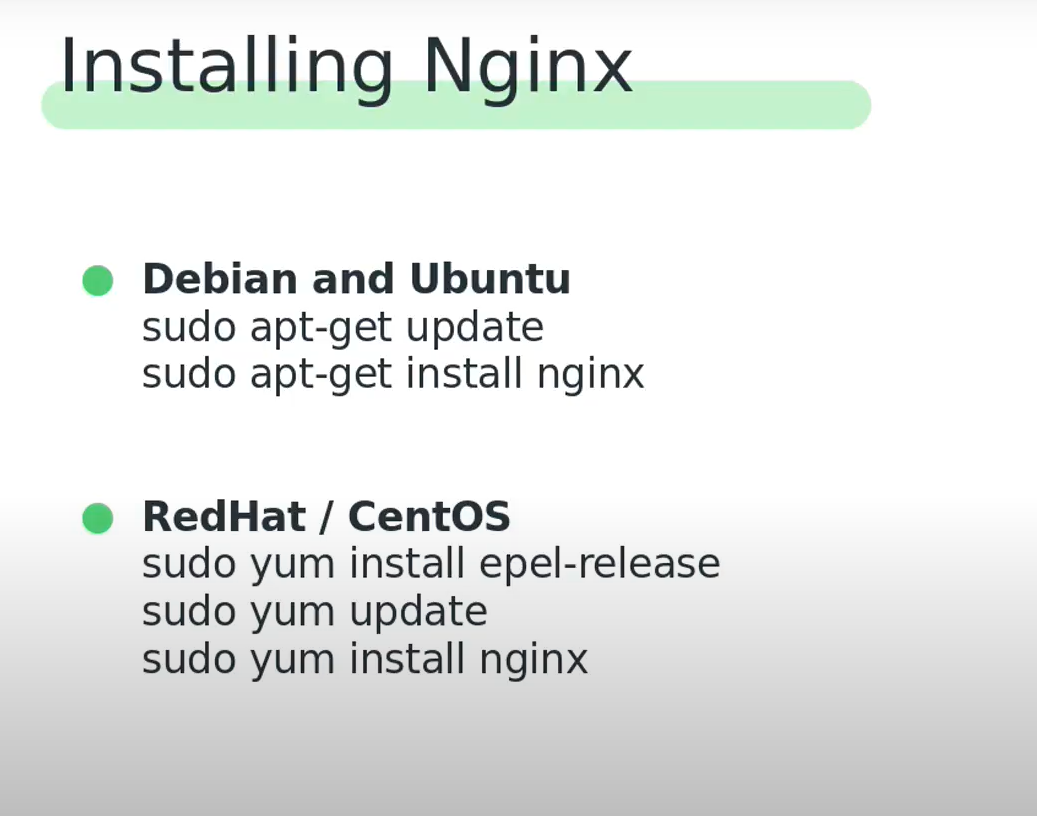 Installing Nginx
Debian and Ubuntu
sudo apt-get update
sudo apt-get install nginx
RedHat / CentOS
sudo yum install epel-release
sudo yum update
sudo yum install nginx